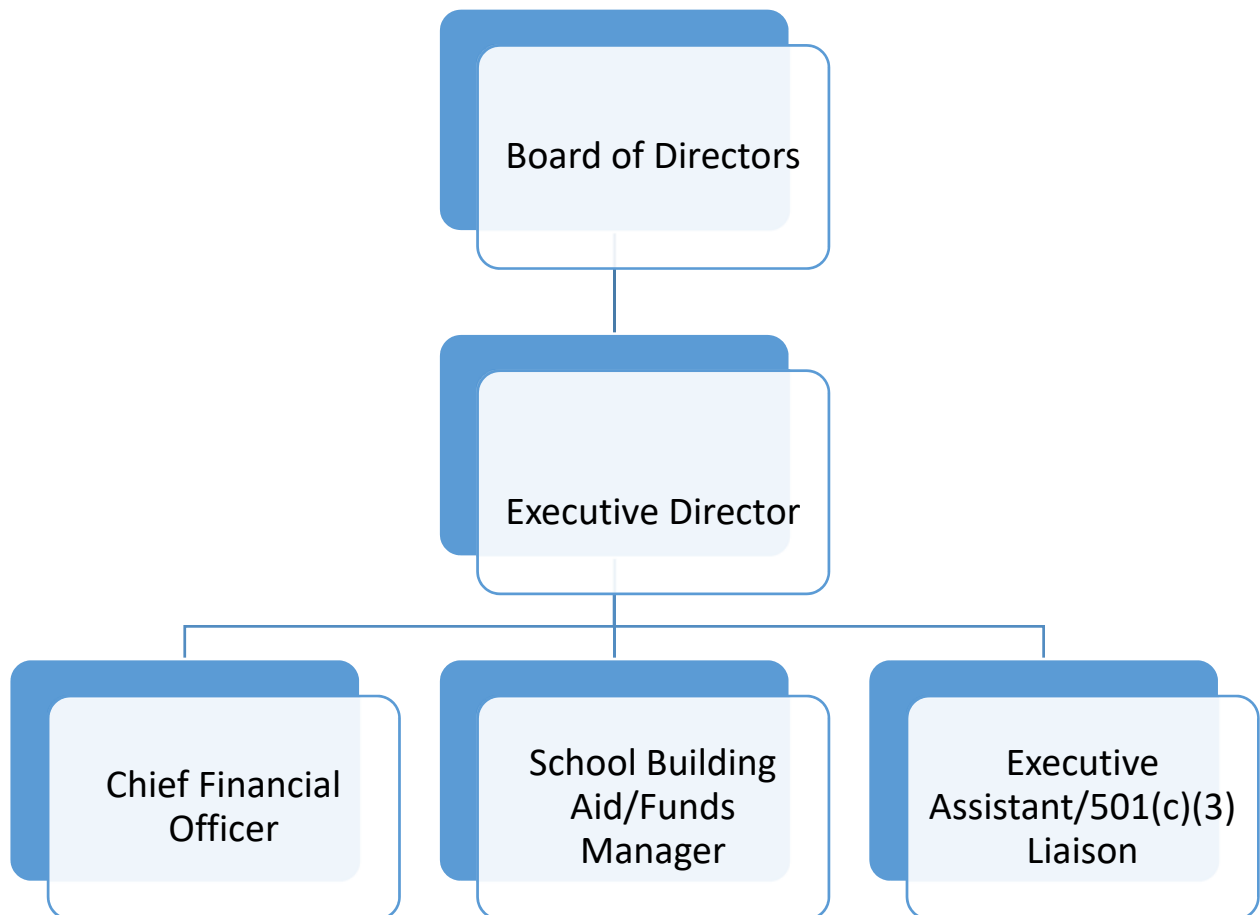 Board of Directors
Executive Director
Chief Financial
Officer
School Building
Aid/Funds
Manager
Executive
Assistant/501(c)(3)
Liaison